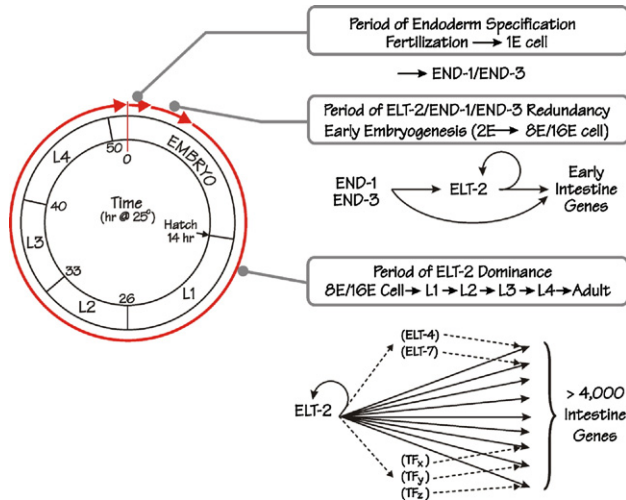 Period of Endoderm Specification
Fertilization → 1E cell
→ END-1/END-3
Period of ELT-2/END-1/END-3 Redundancy
Early Embryogenesis (2E → 8E/16E cell)
END-1
END-3
ELT-2
Early
Intestine
Genes
EMBRYO
L4
50
0
40
Time
(hr @ 25°)
Hatch
14 hr
L3
33
26
L2
L1
Period of ELT-2 Dominance
8E/16E Cell → L1 → L2 → L3 → L4 → Adult
(ELT-4)
(ELT-7)
ELT-2
> 4,000
Intestine
Genes
(TFx)
(TFy)
(TFz)